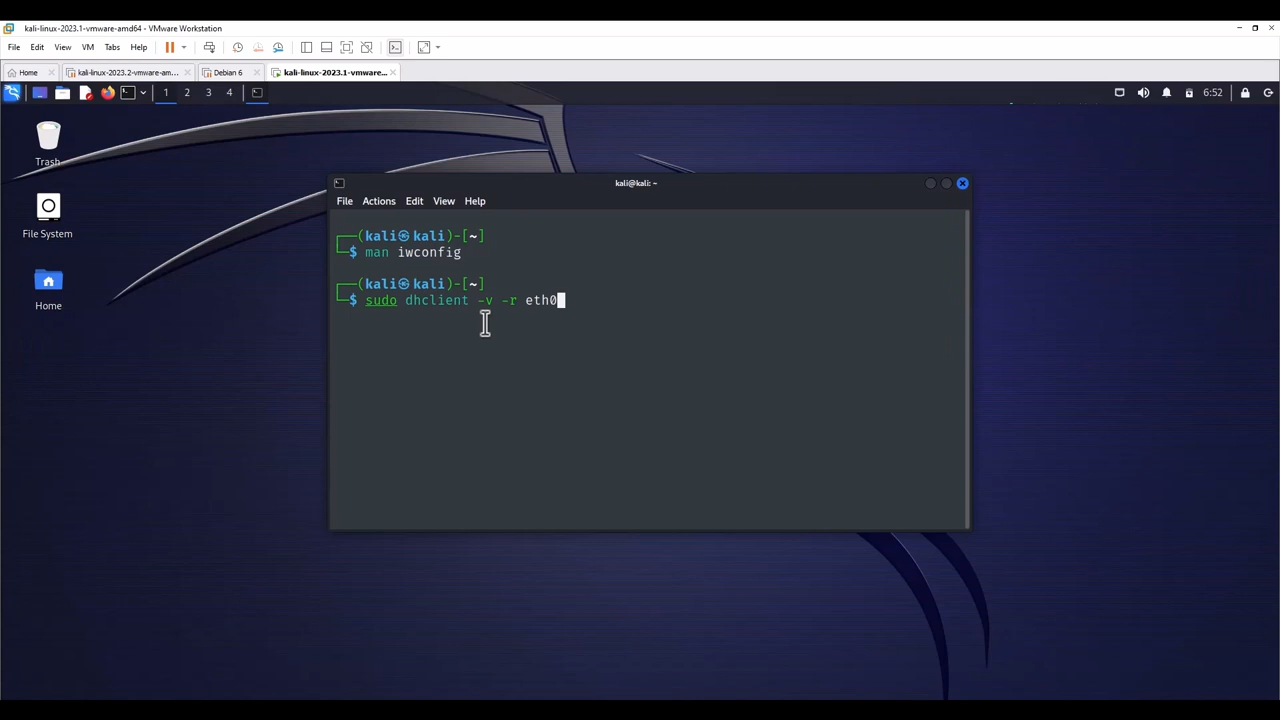 kali-linux-2023.1-vmware-amd64 - VMware Workstation
File Edit View VM Tabs Help
Home kali-linux-2023.2-vmware-am... Debian 6 kali-linux-2023.1-vmware...
1 2 3 4 6:52
Trash
File System
Home
kali@kali: ~
File Actions Edit View Help
┌──(kali㉿kali)-[~]
└─$ man iwconfig
┌──(kali㉿kali)-[~]
└─$ sudo dhclient -v -r eth0